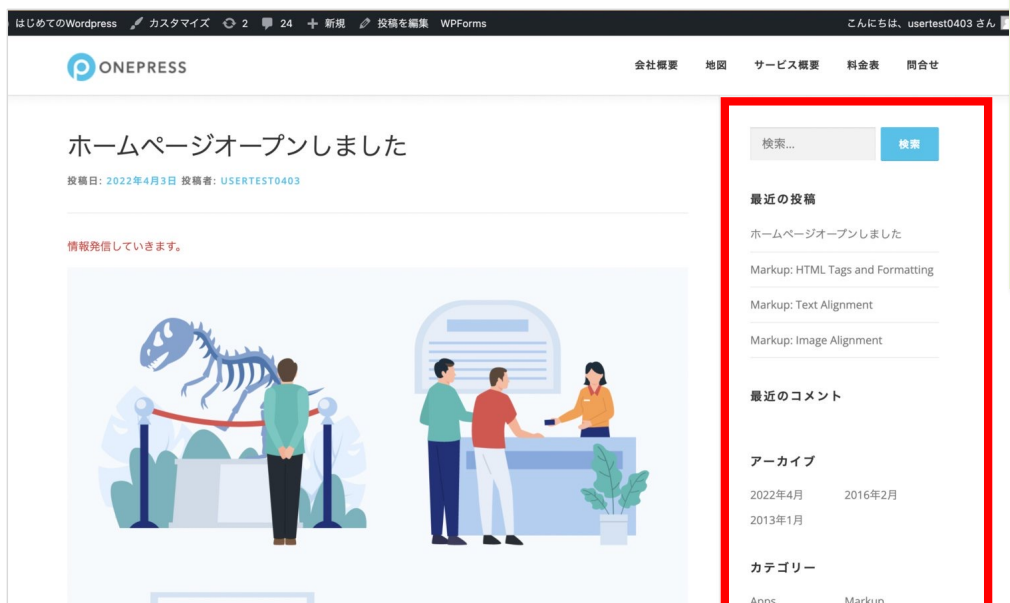 はじめてのWordpress カスタマイズ 2 24 新規 投稿を編集 WPForms こんにちは、usertest0403 さん
ONEPRESS 会社概要 地図 サービス概要 料金表 問合せ
ホームページオープンしました
投稿日: 2022年4月3日 投稿者: USERTEST0403
情報発信していきます。
検索... 検索
最近の投稿
ホームページオープンしました
Markup: HTML Tags and Formatting
Markup: Text Alignment
Markup: Image Alignment
最近のコメント
アーカイブ
2022年4月 2016年2月
2013年1月
カテゴリー
Apps Markup